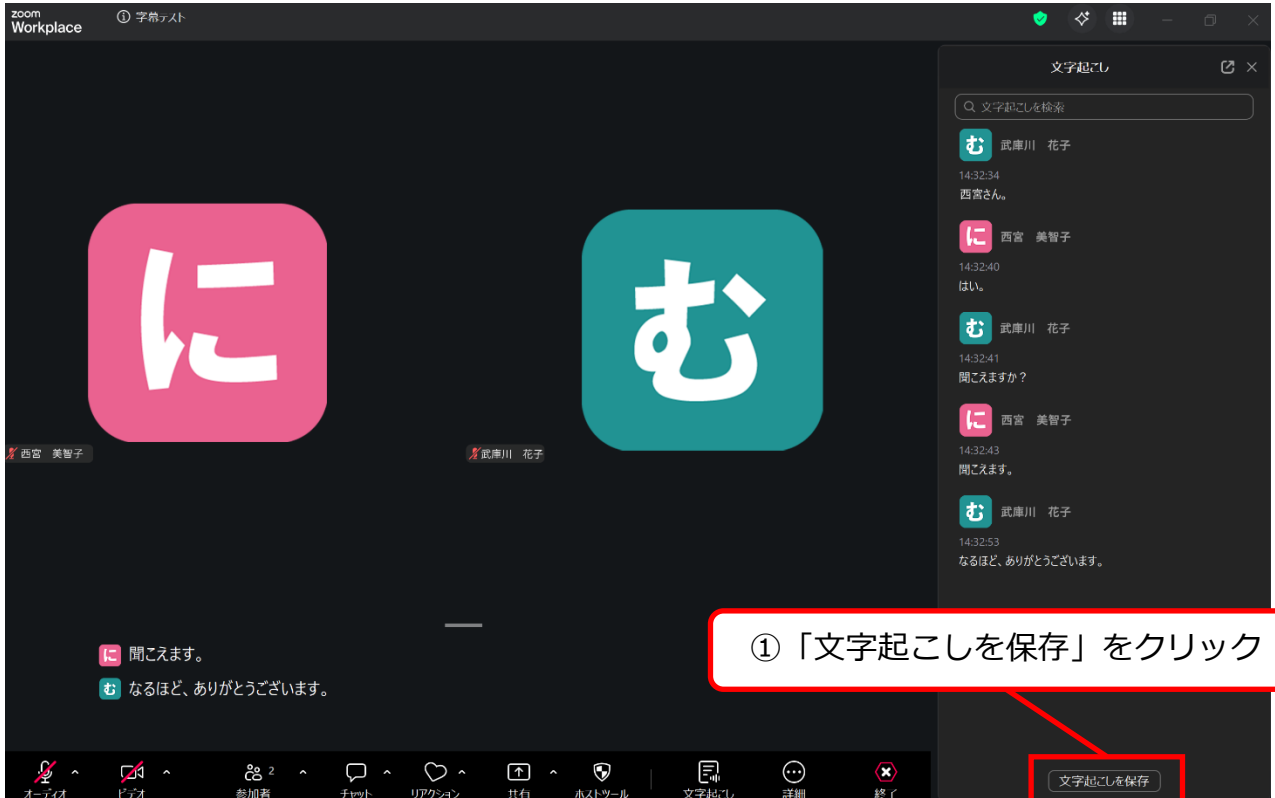 zoom
Workplace
字幕テスト
文字起こし
文字起こしを検索
む 武庫川 花子
14:32:34
西宮さん。
に 西宮 美智子
14:32:40
はい。
む 武庫川 花子
14:32:41
聞こえますか？
に 西宮 美智子
14:32:43
聞こえます。
む 武庫川 花子
14:32:53
なるほど、ありがとうございます。
に
む
西宮 美智子
武庫川 花子
に 聞こえます。
む なるほど、ありがとうございます。
①「文字起こしを保存」をクリック
文字起こしを保存
オーディオ
ビデオ
2
参加者
チャット
リアクション
共有
ホストツール
文字起こし
詳細
終了